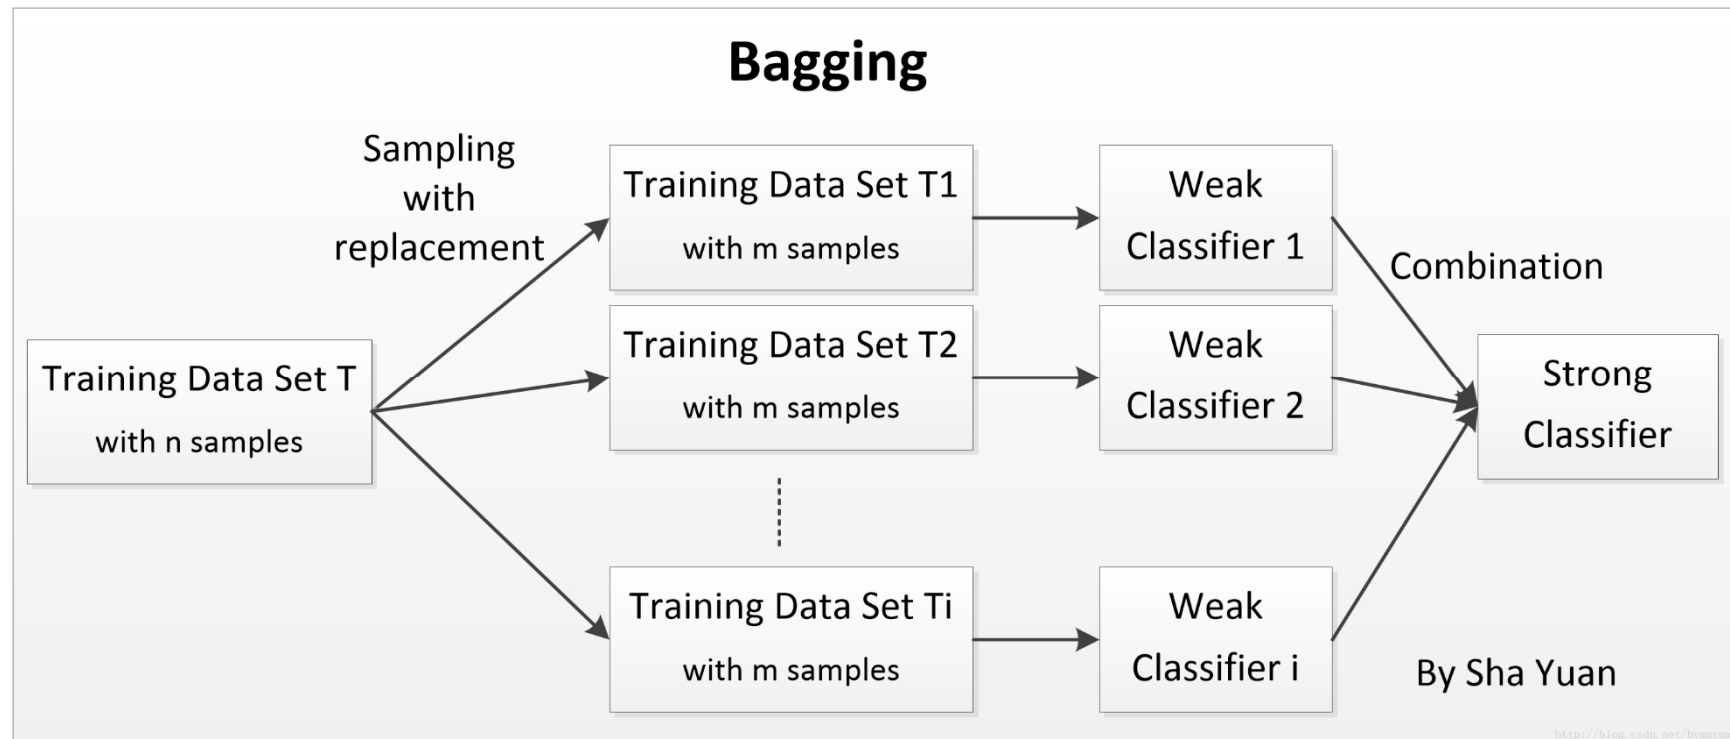 Bagging
Sampling
with
replacement
Training Data Set T
with n samples
Training Data Set T1
with m samples
Training Data Set T2
with m samples
Training Data Set Ti
with m samples
Weak
Classifier 1
Weak
Classifier 2
Weak
Classifier i
Combination
Strong
Classifier
By Sha Yuan